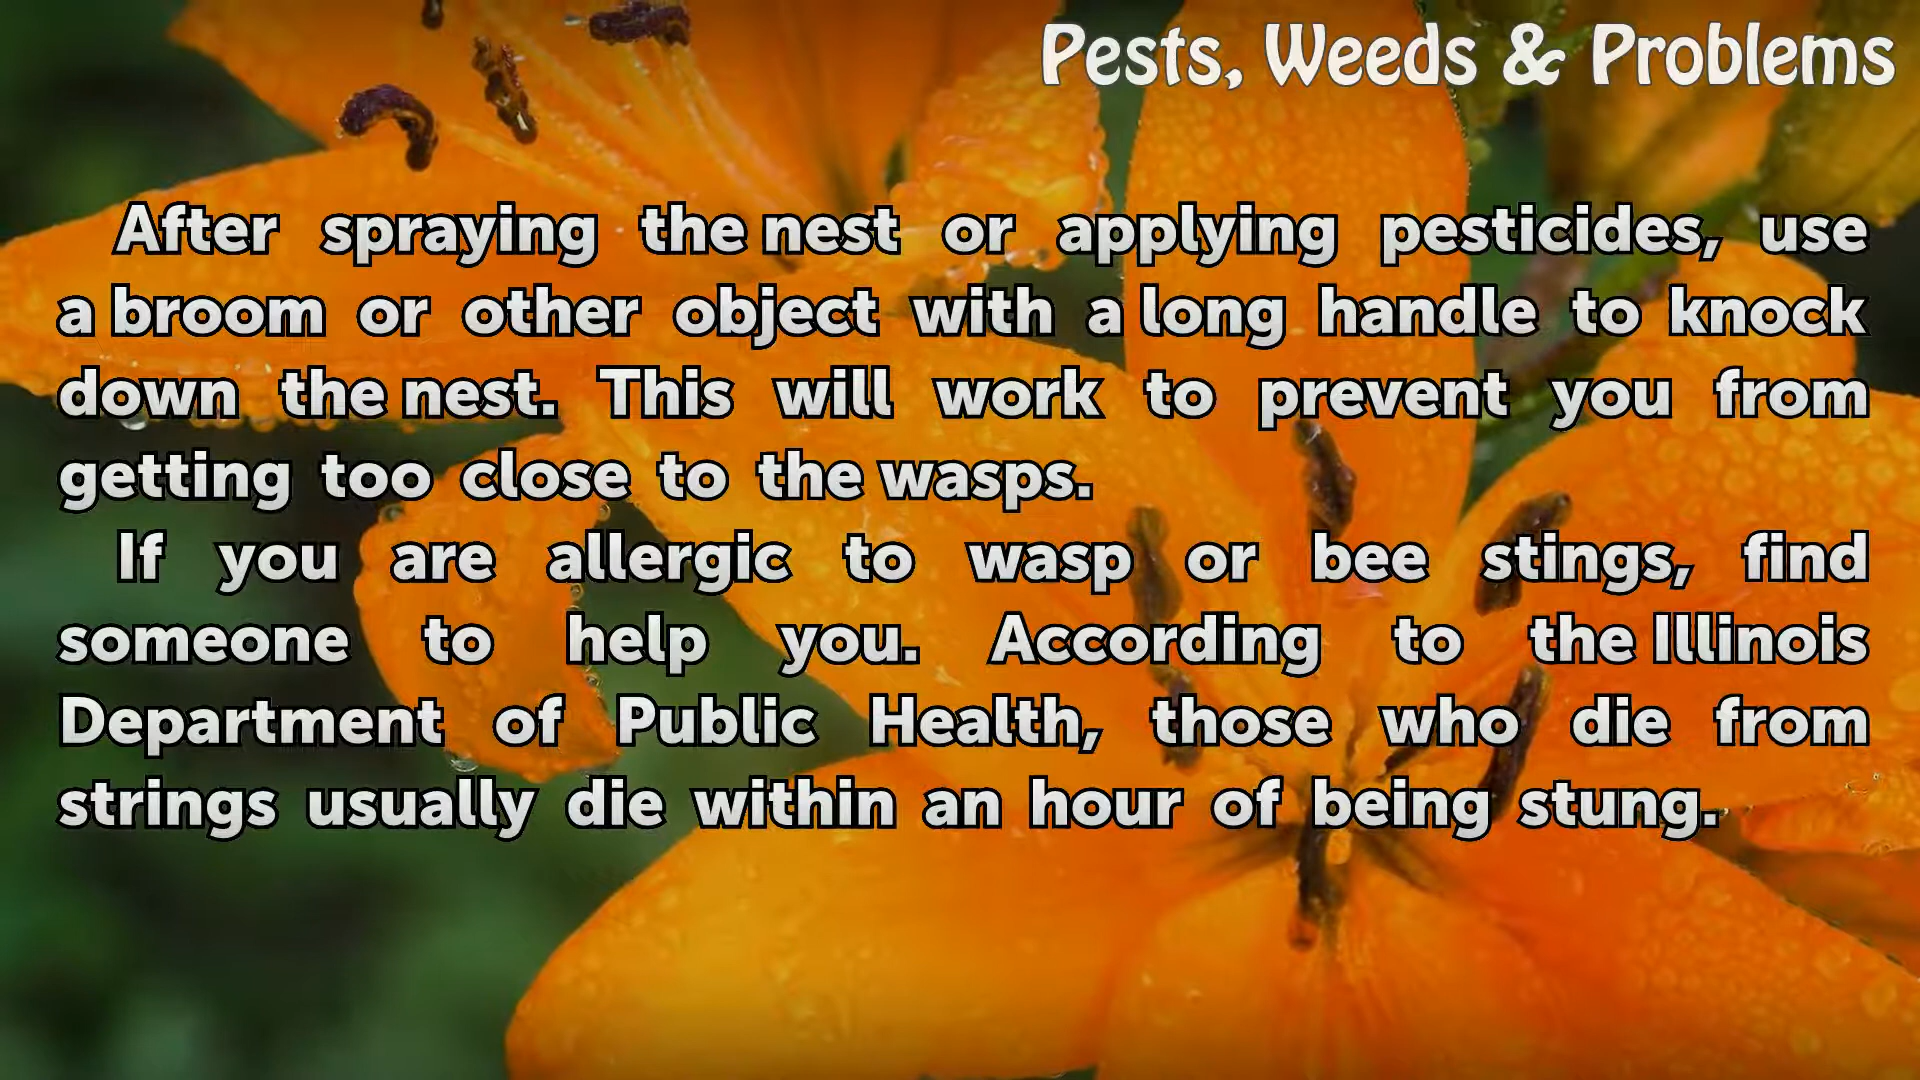 Pests, Weeds & Problems
After spraying the nest or applying pesticides, use
a broom or other object with a long handle to knock
down the nest. This will work to prevent you from
getting too close to the wasps.
If you are allergic to wasp or bee stings, find
someone to help you. According to the Illinois
Department of Public Health, those who die from
strings usually die within an hour of being stung.